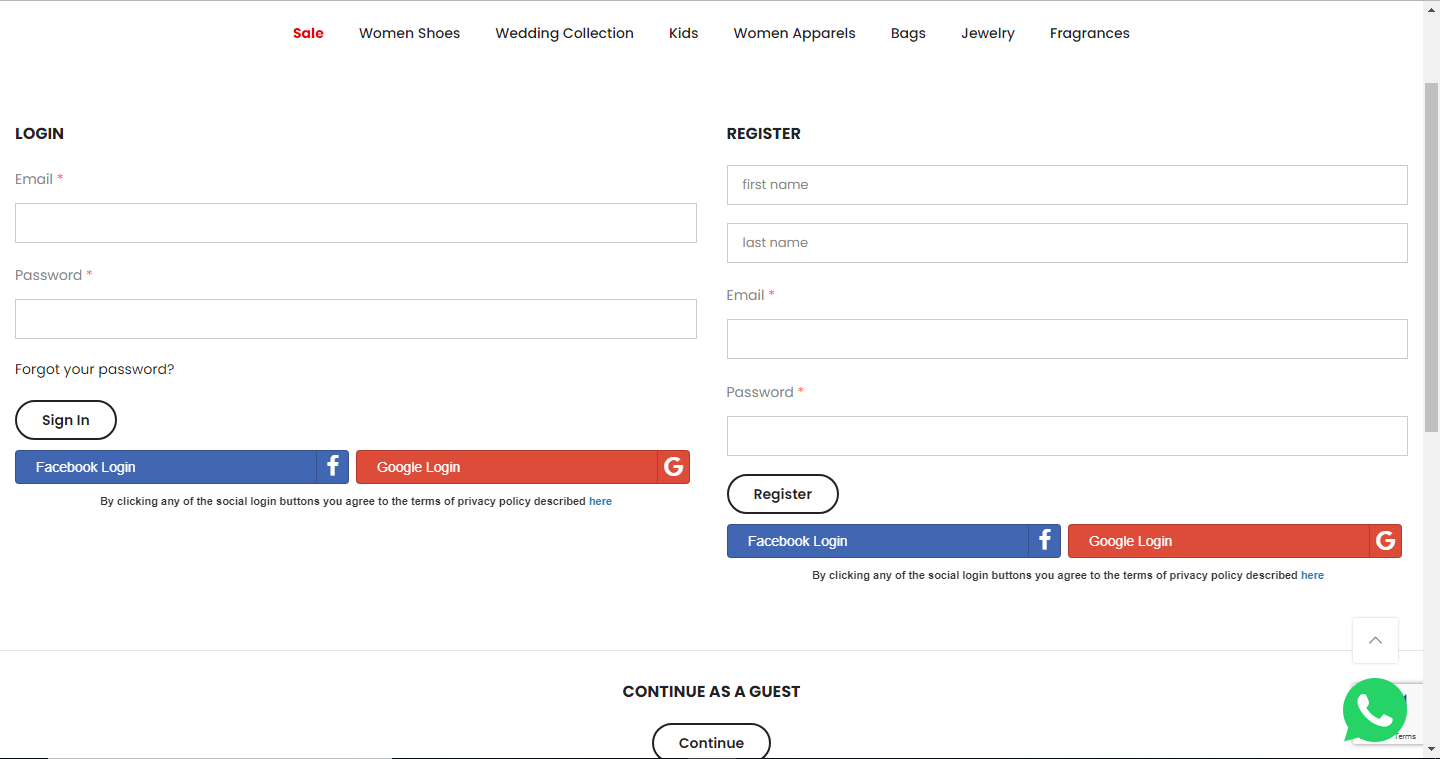 Sale Women Shoes Wedding Collection Kids Women Apparels Bags Jewelry Fragrances
LOGIN
Email *
Password *
Forgot your password?
Sign In
Facebook Login f Google Login G
By clicking any of the social login buttons you agree to the terms of privacy policy described here
REGISTER
first name
last name
Email *
Password *
Register
Facebook Login f Google Login G
By clicking any of the social login buttons you agree to the terms of privacy policy described here
CONTINUE AS A GUEST
Continue
Terms